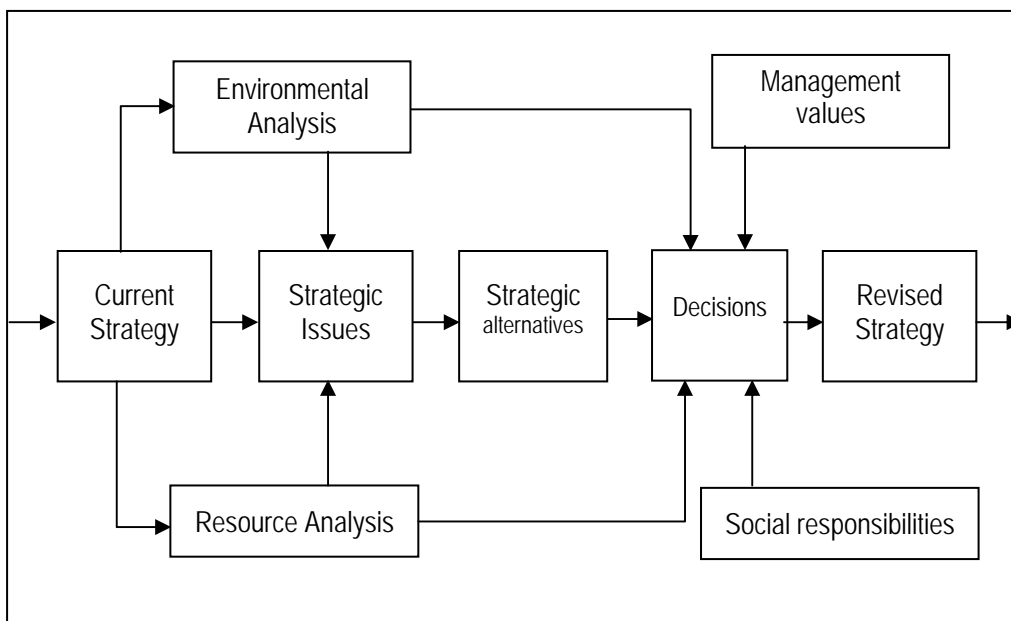 Environmental
Analysis
Management
values
Current
Strategy
Strategic
Issues
Strategic
alternatives
Decisions
Revised
Strategy
Resource Analysis
Social responsibilities